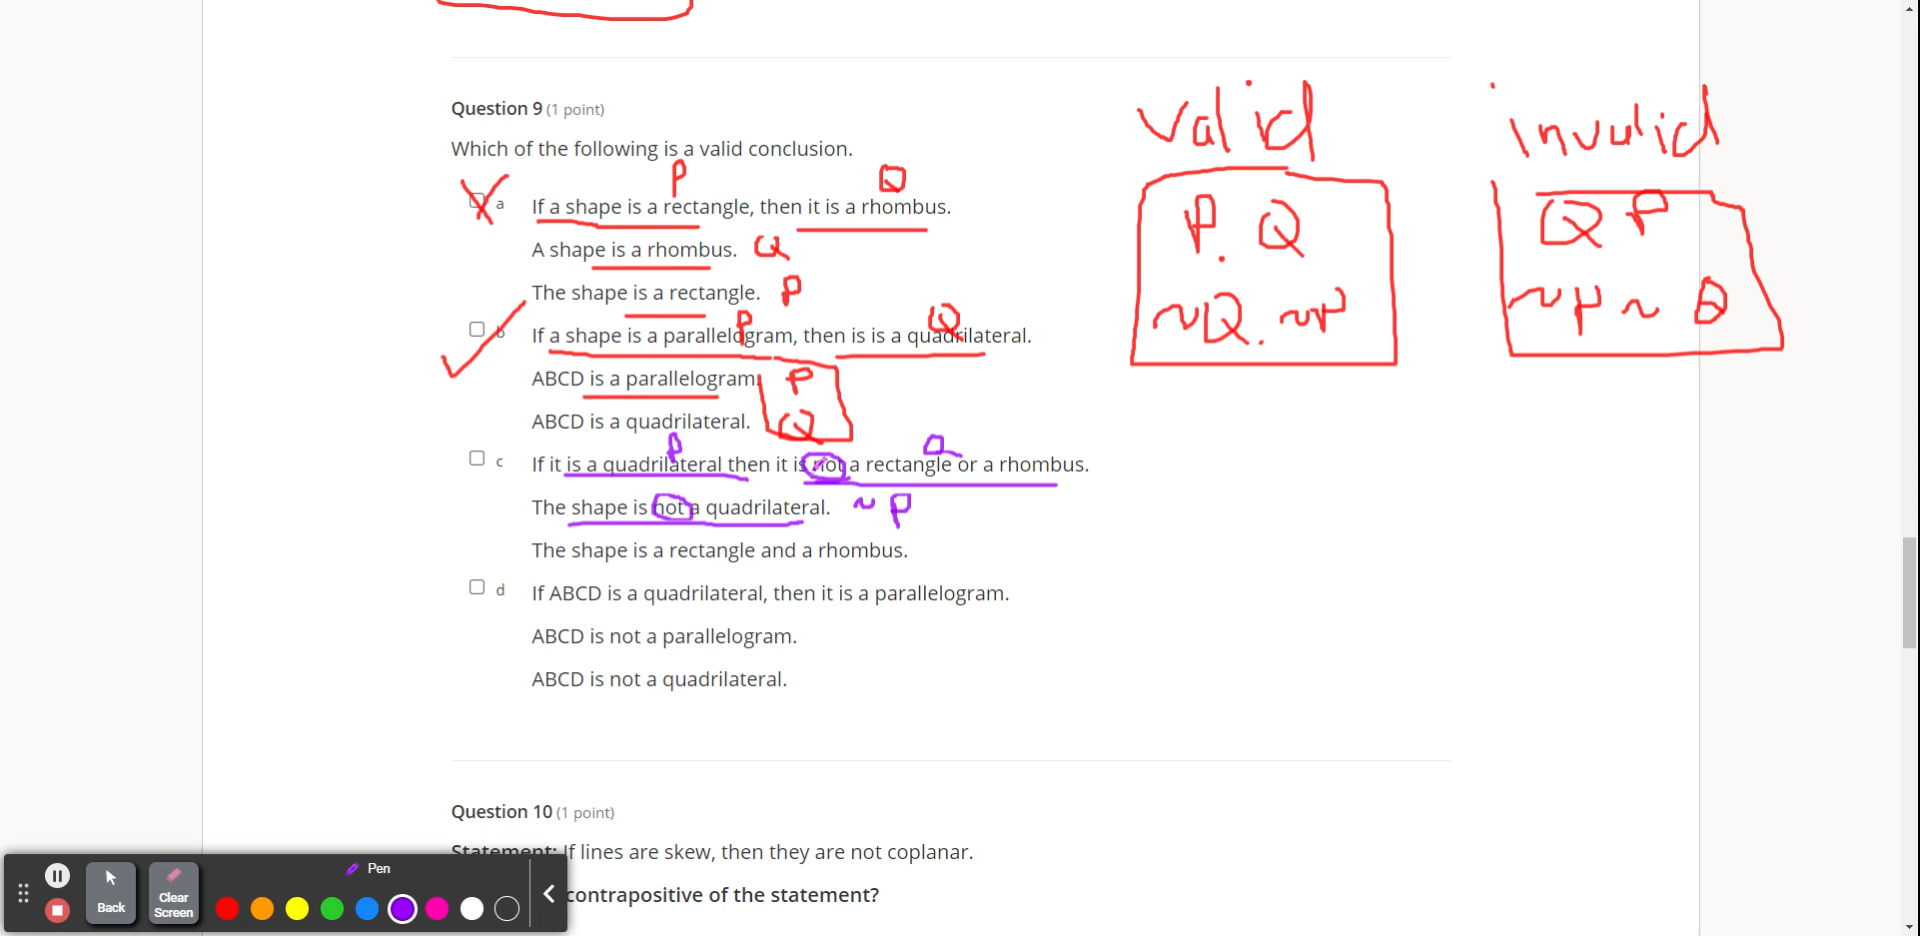 Question 9 (1 point)
valid
invalid
Which of the following is a valid conclusion.
P Q
a If a shape is a rectangle, then it is a rhombus.
P. Q
Q P
A shape is a rhombus. Q
The shape is a rectangle. P
~Q. ~P
~P ~Q
P Q
b If a shape is a parallelogram, then is is a quadrilateral.
ABCD is a parallelogram. P
ABCD is a quadrilateral. Q
P Q
c If it is a quadrilateral then it is not a rectangle or a rhombus.
The shape is not a quadrilateral. ~P
The shape is a rectangle and a rhombus.
d If ABCD is a quadrilateral, then it is a parallelogram.
ABCD is not a parallelogram.
ABCD is not a quadrilateral.
Question 10 (1 point)
Statement: If lines are skew, then they are not coplanar.
contrapositive of the statement?
Pen
Back
Clear
Screen